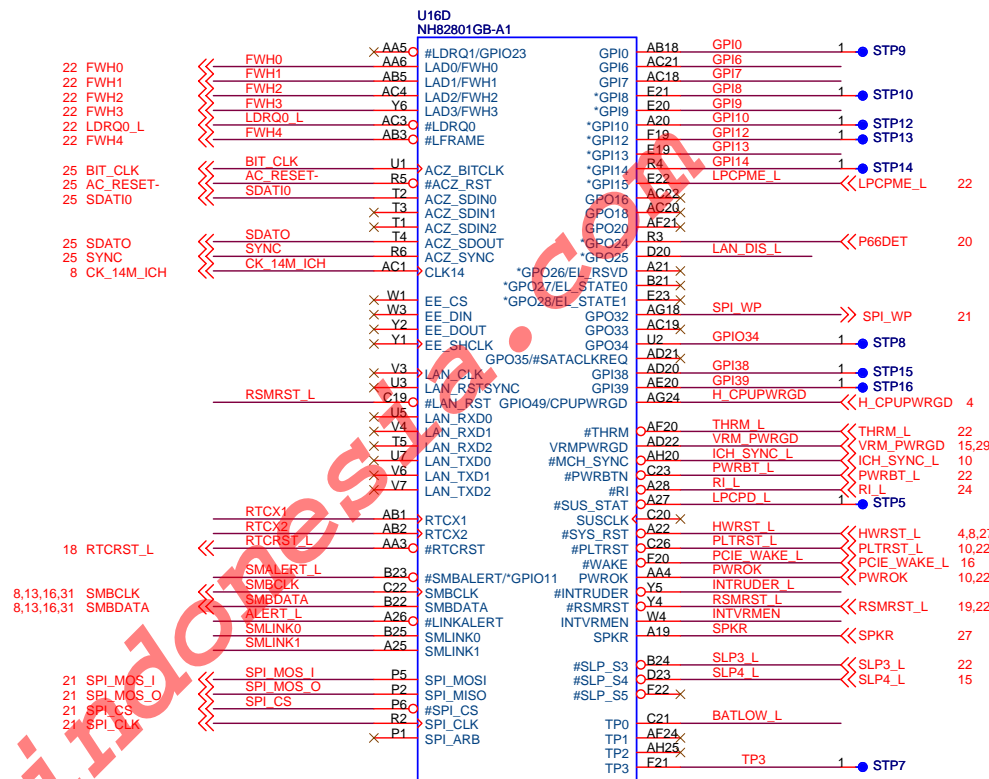 U16D
NH82801GB-A1
AA5 #LDRQ1/GPIO23 GPI0 AB18 GPI0 1 STP9
22 FWH0 FWH0 AA6 LAD0/FWH0 GPI6 AC21 GPI6
22 FWH1 FWH1 AB5 LAD1/FWH1 GPI7 AC18 GPI7
22 FWH2 FWH2 AC4 LAD2/FWH2 *GPI8 E21 GPI8 1 STP10
22 FWH3 FWH3 Y6 LAD3/FWH3 *GPI9 E20 GPI9
22 LDRQ0_L LDRQ0_L AC3 #LDRQ0 *GPI10 A20 GPI10 1 STP12
22 FWH4 FWH4 AB3 #LFRAME *GPI12 F19 GPI12 1 STP13
*GPI13 E19 GPI13
25 BIT_CLK BIT_CLK U1 ACZ_BITCLK *GPI14 R4 GPI14 1 STP14
25 AC_RESET- AC_RESET- R5 #ACZ_RST *GPI15 E22 LPCPME_L LPCPME_L 22
25 SDATI0 SDATI0 T2 ACZ_SDIN0 GPO16 AC22
T3 ACZ_SDIN1 GPO18 AC20
T1 ACZ_SDIN2 GPO20 AF21
25 SDATO SDATO T4 ACZ_SDOUT *GPO24 R3 P66DET 20
25 SYNC SYNC R6 ACZ_SYNC *GPO25 D20 LAN_DIS_L
8 CK_14M_ICH CK_14M_ICH AC1 CLK14 *GPO26/EL_RSVD A21
*GPO27/EL_STATE0 B21
W1 EE_CS *GPO28/EL_STATE1 E23
W3 EE_DIN GPO32 AG18 SPI_WP SPI_WP 21
Y2 EE_DOUT GPO33 AC19
Y1 EE_SHCLK GPO34 U2 GPIO34 1 STP8
GPO35/#SATACLKREQ AD21
V3 LAN_CLK GPI38 AD20 GPI38 1 STP15
U3 LAN_RSTSYNC GPI39 AE20 GPI39 1 STP16
RSMRST_L C19 #LAN_RST GPIO49/CPUPWRGD AG24 H_CPUPWRGD H_CPUPWRGD 4
U5 LAN_RXD0
V4 LAN_RXD1 #THRM AF20 THRM_L THRM_L 22
T5 LAN_RXD2 VRMPWRGD AD22 VRM_PWRGD VRM_PWRGD 15,29
U7 LAN_TXD0 #MCH_SYNC AH20 ICH_SYNC_L ICH_SYNC_L 10
V6 LAN_TXD1 #PWRBTN C23 PWRBT_L PWRBT_L 22
V7 LAN_TXD2 #RI A28 RI_L RI_L 24
#SUS_STAT A27 LPCPD_L 1 STP5
RTCX1 AB1 RTCX1 SUSCLK C20
RTCX2 AB2 RTCX2 #SYS_RST A22 HWRST_L HWRST_L 4,8,2
18 RTCRST_L RTCRST_L AA3 #RTCRST #PLTRST C26 PLTRST_L PLTRST_L 10,22
#WAKE F20 PCIE_WAKE_L PCIE_WAKE_L 16
SMALERT_L B23 #SMBALERT/*GPIO11 PWROK AA4 PWROK PWROK 10,22
8,13,16,31 SMBCLK SMBCLK C22 SMBCLK #INTRUDER Y5 INTRUDER_L
8,13,16,31 SMBDATA SMBDATA B22 SMBDATA #RSMRST Y4 RSMRST_L RSMRST_L 19,22
ALERT_L A26 #LINKALERT INTVRMEN W4 INTVRMEN
B25 SMLINK0 SMLINK0 SPKR A19 SPKR SPKR 27
SMLINK1 A25 SMLINK1
#SLP_S3 B24 SLP3_L SLP3_L 22
21 SPI_MOS_I SPI_MOS_I P5 SPI_MOSI #SLP_S4 D23 SLP4_L SLP4_L 15
21 SPI_MOS_O SPI_MOS_O P2 SPI_MISO #SLP_S5 F22
21 SPI_CS SPI_CS P6 #SPI_CS
21 SPI_CLK R2 SPI_CLK TP0 C21 BATLOW_L
P1 SPI_ARB TP1 AF24
TP2 AH25
TP3 F21 TP3 1 STP7
indonesia.com